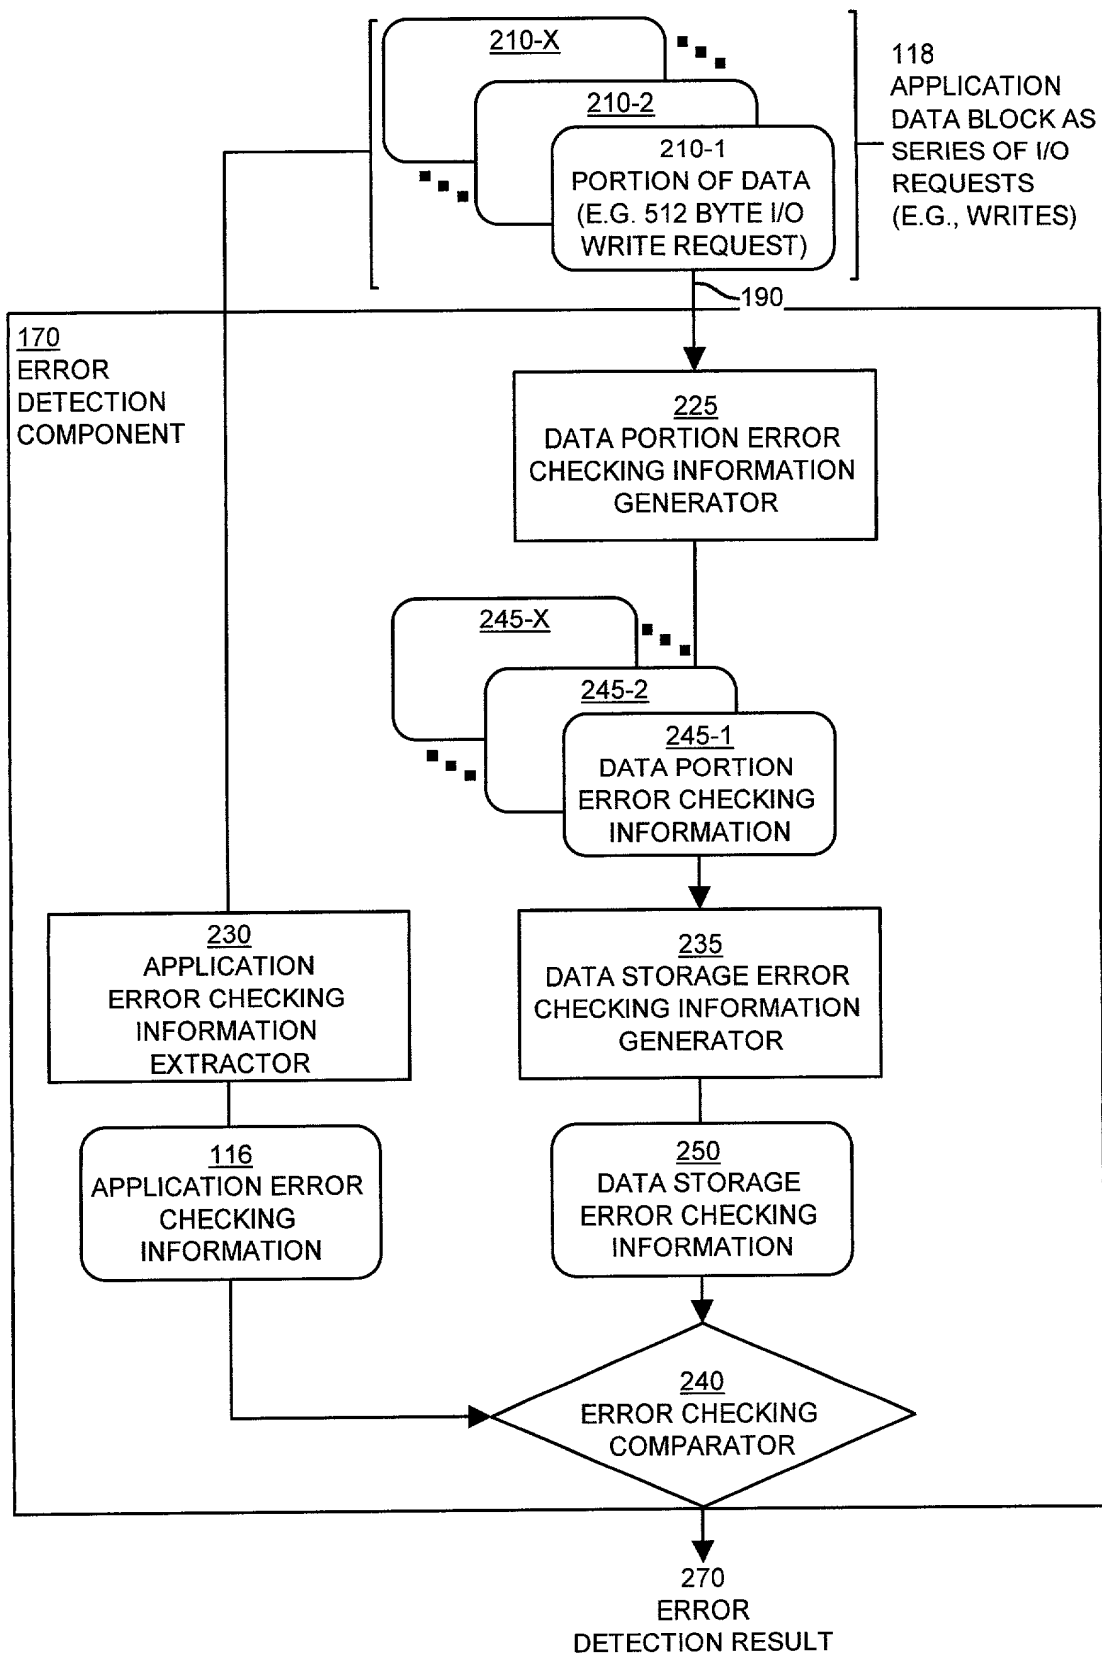 210-X
210-2
210-1
PORTION OF DATA
(E.G. 512 BYTE I/O
WRITE REQUEST)
118
APPLICATION
DATA BLOCK AS
SERIES OF I/O
REQUESTS
(E.G., WRITES)
190
170
ERROR
DETECTION
COMPONENT
225
DATA PORTION ERROR
CHECKING INFORMATION
GENERATOR
245-X
245-2
245-1
DATA PORTION
ERROR CHECKING
INFORMATION
230
APPLICATION
ERROR CHECKING
INFORMATION
EXTRACTOR
235
DATA STORAGE ERROR
CHECKING INFORMATION
GENERATOR
116
APPLICATION ERROR
CHECKING
INFORMATION
250
DATA STORAGE
ERROR CHECKING
INFORMATION
240
ERROR CHECKING
COMPARATOR
270
ERROR
DETECTION RESULT